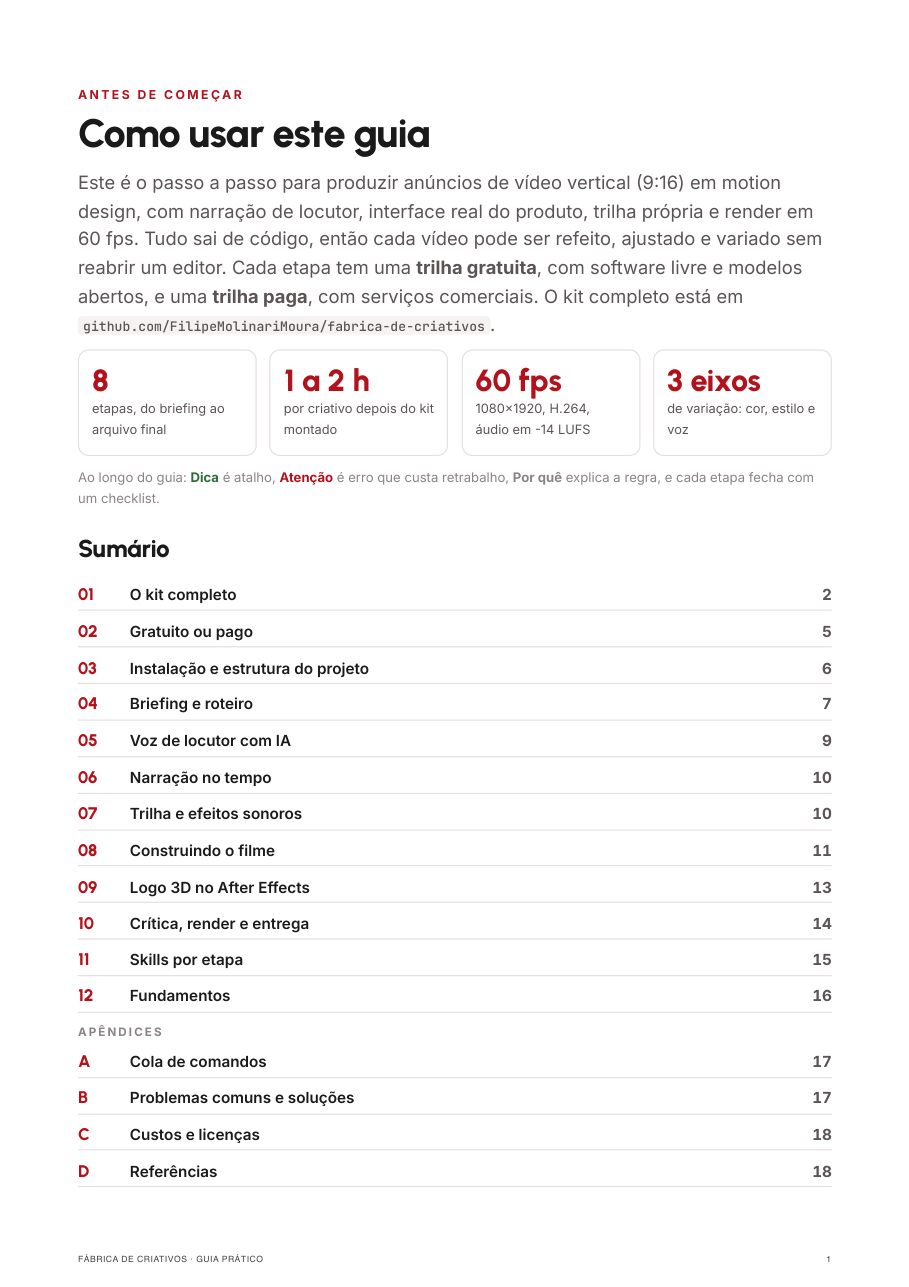 ANTES DE COMEÇAR
Como usar este guia
Este é o passo a passo para produzir anúncios de vídeo vertical (9:16) em motion
design, com narração de locutor, interface real do produto, trilha própria e render em
60 fps. Tudo sai de código, então cada vídeo pode ser refeito, ajustado e variado sem
reabrir um editor. Cada etapa tem uma trilha gratuita, com software livre e modelos
abertos, e uma trilha paga, com serviços comerciais. O kit completo está em
github.com/FilipeMolinariMoura/fabrica-de-criativos.
8
etapas, do briefing ao
arquivo final
1 a 2 h
por criativo depois do kit
montado
60 fps
1080×1920, H.264,
áudio em -14 LUFS
3 eixos
de variação: cor, estilo e
voz
Ao longo do guia: Dica é atalho, Atenção é erro que custa retrabalho, Por quê explica a regra, e cada etapa fecha com
um checklist.
Sumário
01 O kit completo 2
02 Gratuito ou pago 5
03 Instalação e estrutura do projeto 6
04 Briefing e roteiro 7
05 Voz de locutor com IA 9
06 Narração no tempo 10
07 Trilha e efeitos sonoros 10
08 Construindo o filme 11
09 Logo 3D no After Effects 13
10 Crítica, render e entrega 14
11 Skills por etapa 15
12 Fundamentos 16
APÊNDICES
A Cola de comandos 17
B Problemas comuns e soluções 17
C Custos e licenças 18
D Referências 18
FÁBRICA DE CRIATIVOS · GUIA PRÁTICO 1